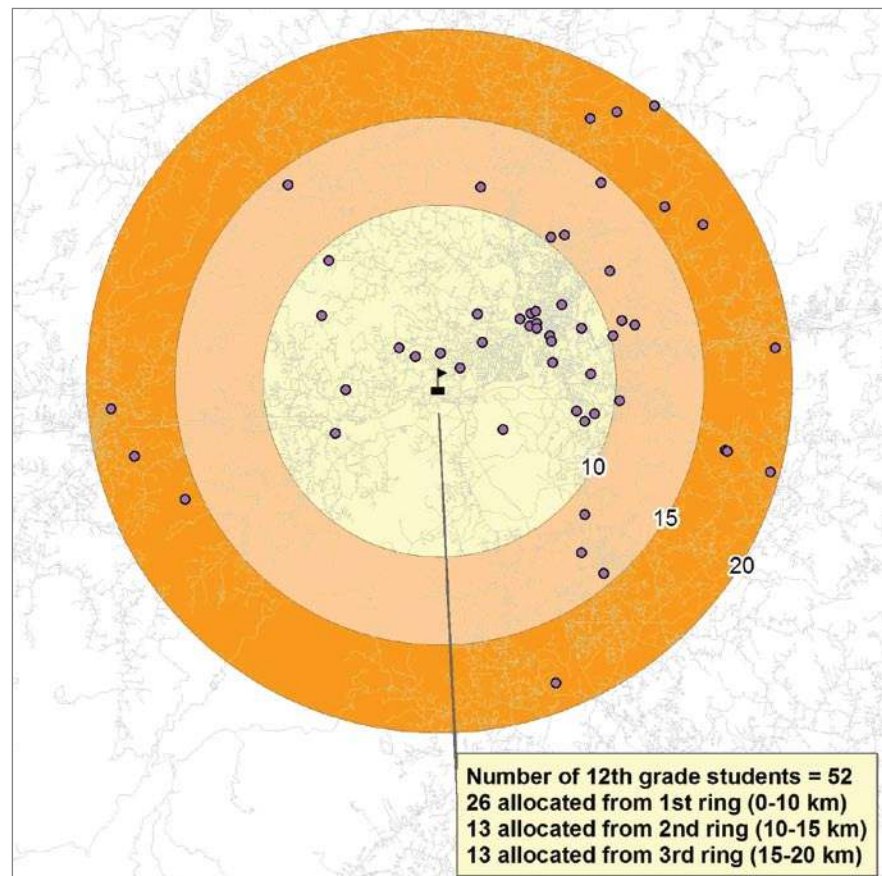 10
15
20
Number of 12th grade students = 52
26 allocated from 1st ring (0-10 km)
13 allocated from 2nd ring (10-15 km)
13 allocated from 3rd ring (15-20 km)